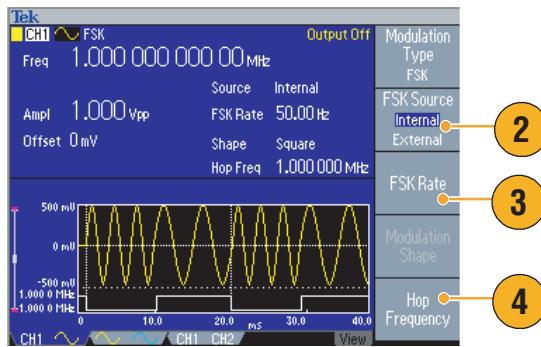 Tek
CH1 FSK Output Off
Freq 1.000 000 000 00 MHz
Source Internal
Ampl 1.000 Vpp FSK Rate 50.00 Hz
Offset 0 mV Shape Square
Hop Freq 1.000 000 MHz
500 mU
0 mU
-500 mU
1.000 0 MHz
1.000 0 MHz
0 10.0 20.0 ms 30.0 40.0
CH1 CH1 CH2 View
Modulation
Type
FSK
FSK Source
Internal
External
2
FSK Rate
3
Modulation
Shape
Hop
Frequency
4